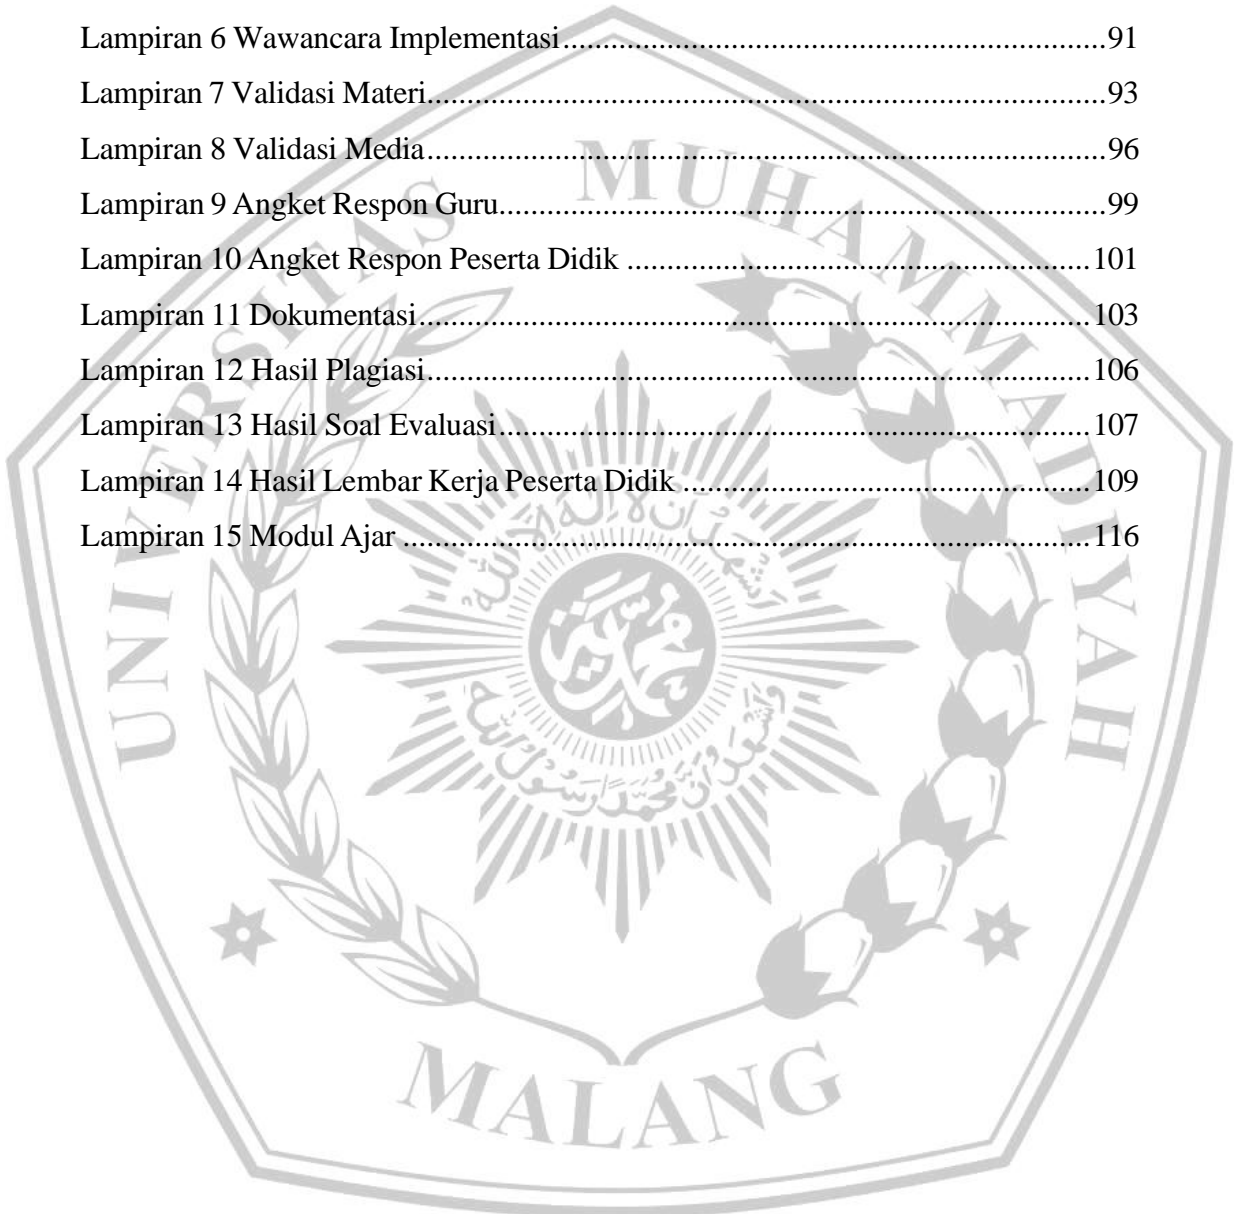 Lampiran 6 Wawancara Implementasi....................................................................91
Lampiran 7 Validasi Materi.....................................................................................93
Lampiran 8 Validasi Media.....................................................................................96
Lampiran 9 Angket Respon Guru............................................................................99
Lampiran 10 Angket Respon Peserta Didik ..........................................................101
Lampiran 11 Dokumentasi....................................................................................103
Lampiran 12 Hasil Plagiasi...................................................................................106
Lampiran 13 Hasil Soal Evaluasi..........................................................................107
Lampiran 14 Hasil Lembar Kerja Peserta Didik ...................................................109
Lampiran 15 Modul Ajar ......................................................................................116
UNIVERSITAS MUHAMMADIYAH
MALANG